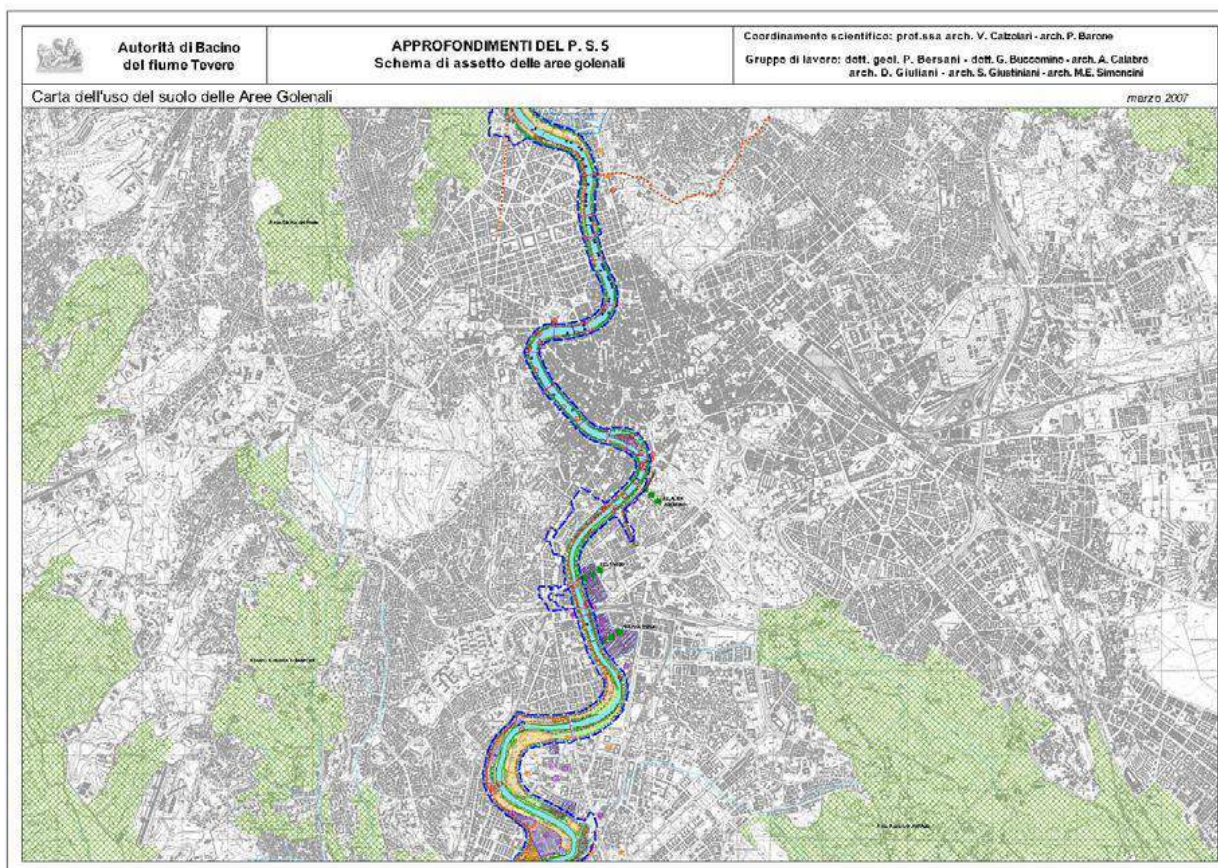 Autorità di Bacino
del fiume Tevere
APPROFONDIMENTI DEL P. S. 5
Schema di assetto delle aree golenali
Coordinamento scientifico: prof.ssa arch. V. Calzolari - arch. P. Barone
Gruppo di lavoro: dott. geol. P. Bersani - dott. G. Buccomino - arch. A. Calabrò
arch. D. Giuliani - arch. S. Giustiniani - arch. M.E. Simoncini
Carta dell'uso del suolo delle Aree Golenali
marzo 2007